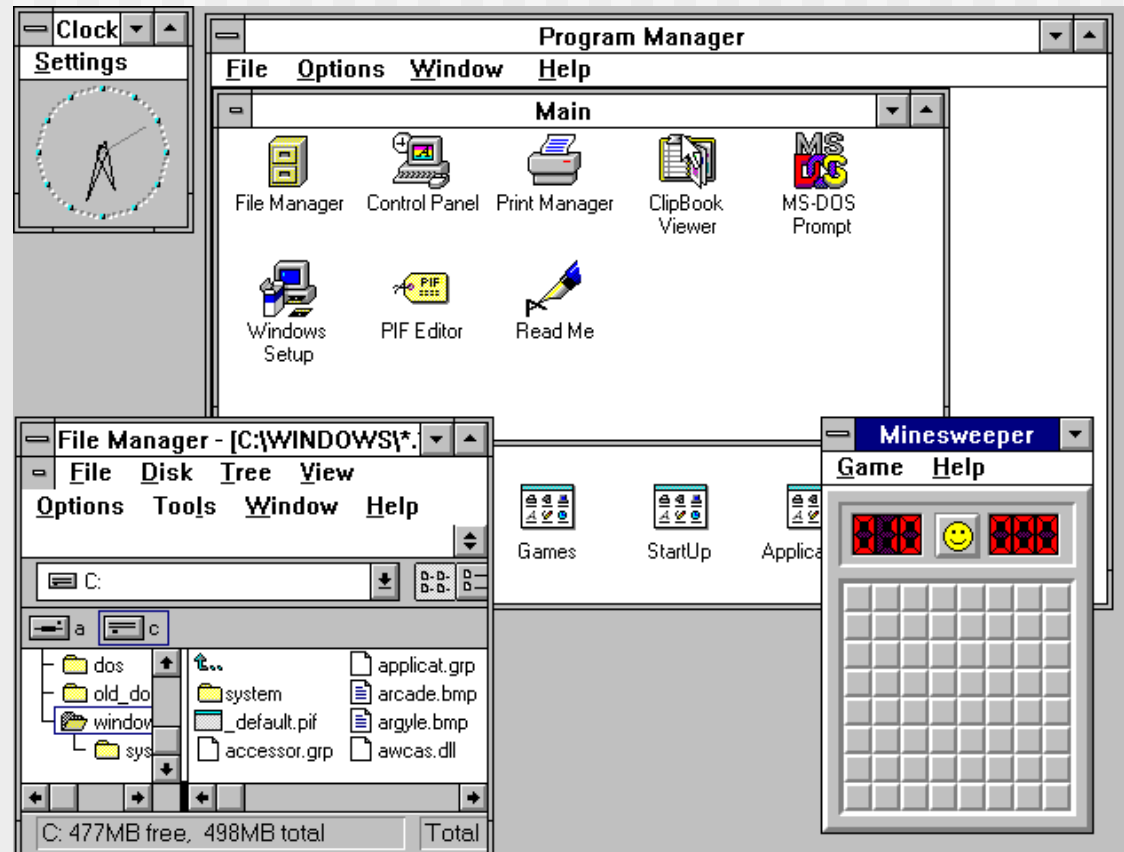 Clock
Settings
Program Manager
File Options Window Help
Main
File Manager
Control Panel
Print Manager
ClipBook
Viewer
MS-DOS
Prompt
MS
DOS
Windows
Setup
PIF
PIF Editor
Read Me
File Manager - [C:\WINDOWS\*.
File Disk Tree View
Options Tools Window Help
C:
a c
dos
old_do
window
sys
system
_default.pif
accessor.grp
applicat.grp
arcade.bmp
argyle.bmp
awcas.dll
C: 477MB free, 498MB total
Total
Games
StartUp
Applica
Minesweeper
Game Help